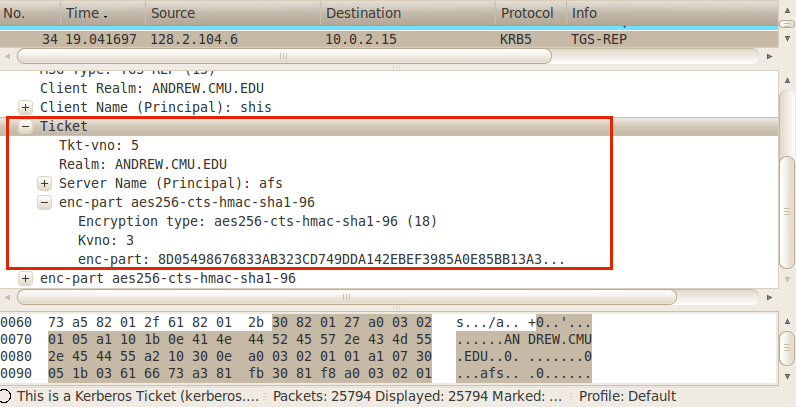 No. Time Source Destination Protocol Info
34 19.041697 128.2.104.6 10.0.2.15 KRB5 TGS-REP
Client Realm: ANDREW.CMU.EDU
Client Name (Principal): shis
Ticket
Tkt-vno: 5
Realm: ANDREW.CMU.EDU
Server Name (Principal): afs
enc-part aes256-cts-hmac-sha1-96
Encryption type: aes256-cts-hmac-sha1-96 (18)
Kvno: 3
enc-part: 8D05498676833AB323CD749DDA142EBEF3985A0E85BB13A3...
enc-part aes256-cts-hmac-sha1-96
0060 73 a5 82 01 2f 61 82 01 2b 30 82 01 27 a0 03 02 s.../a.. +0..'...
0070 01 05 a1 10 1b 0e 41 4e 44 52 45 57 2e 43 4d 55 ......AN DREW.CMU
0080 2e 45 44 55 a2 10 30 0e a0 03 02 01 01 a1 07 30 .EDU..0. .......0
0090 05 1b 03 61 66 73 a3 81 fb 30 81 f8 a0 03 02 01 ...afs.. .0......
This is a Kerberos Ticket (kerberos.... Packets: 25794 Displayed: 25794 Marked: ... Profile: Default